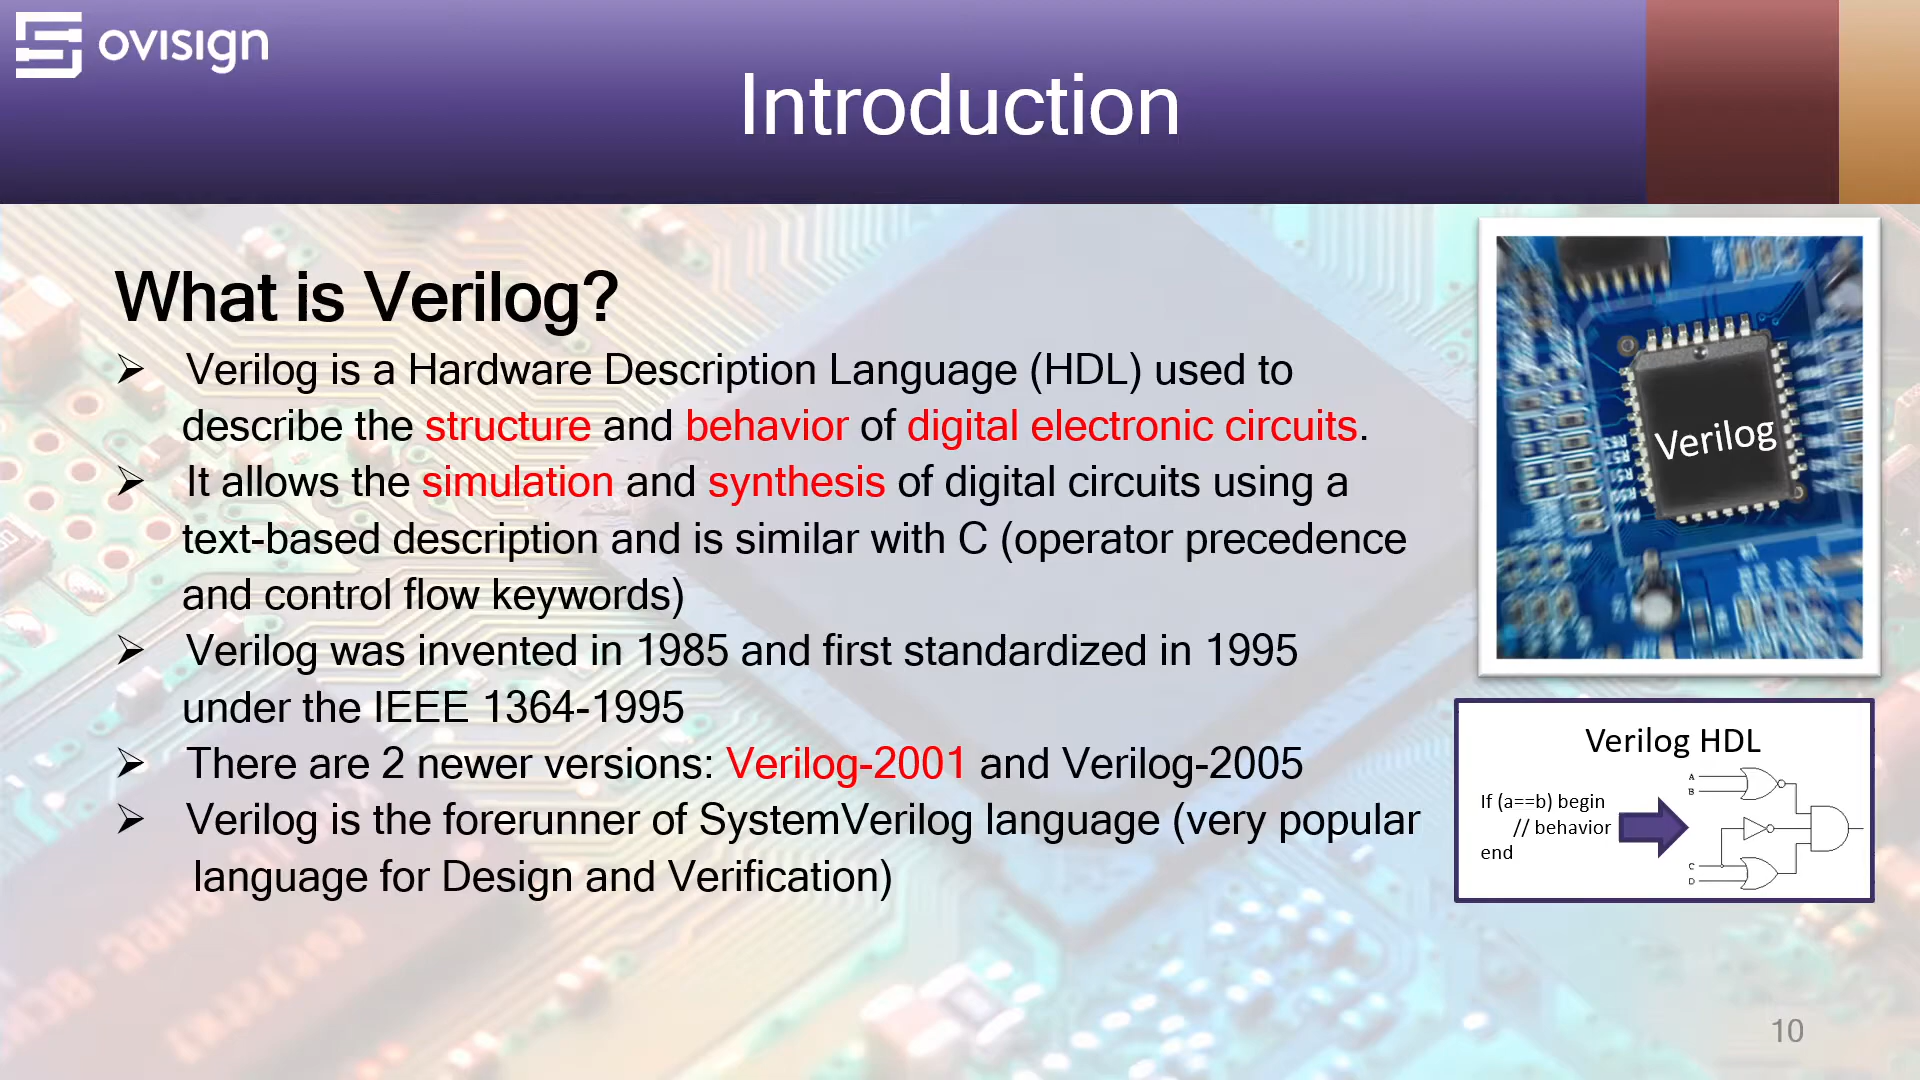 ovisign
Introduction
What is Verilog?
➢ Verilog is a Hardware Description Language (HDL) used to
describe the structure and behavior of digital electronic circuits.
➢ It allows the simulation and synthesis of digital circuits using a
text-based description and is similar with C (operator precedence
and control flow keywords)
➢ Verilog was invented in 1985 and first standardized in 1995
under the IEEE 1364-1995
➢ There are 2 newer versions: Verilog-2001 and Verilog-2005
➢ Verilog is the forerunner of SystemVerilog language (very popular
language for Design and Verification)
Verilog
Verilog HDL
If (a==b) begin
// behavior
end
A
B
C
D
10